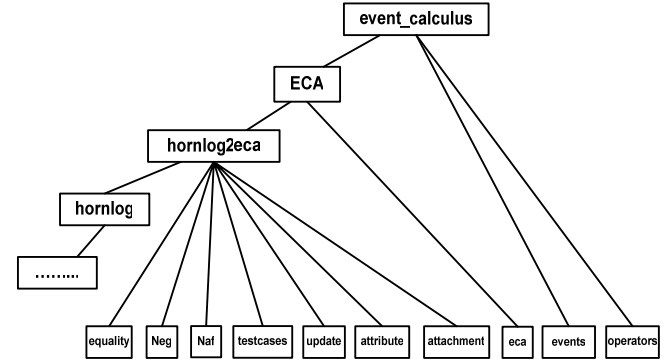 event_calculus
ECA
hornlog2eca
hornlog
.........
equality Neg Naf testcases update attribute attachment eca events operators